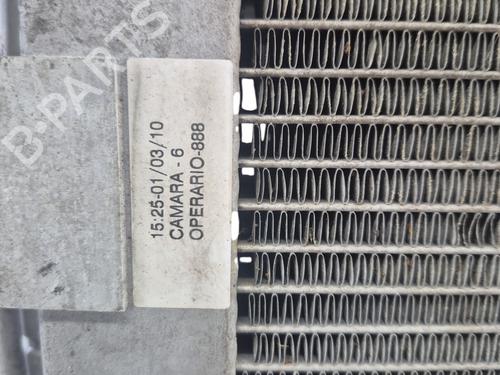 B-PARTS
15:25-01/03/10
CAMARA - 6
OPERARIO-888